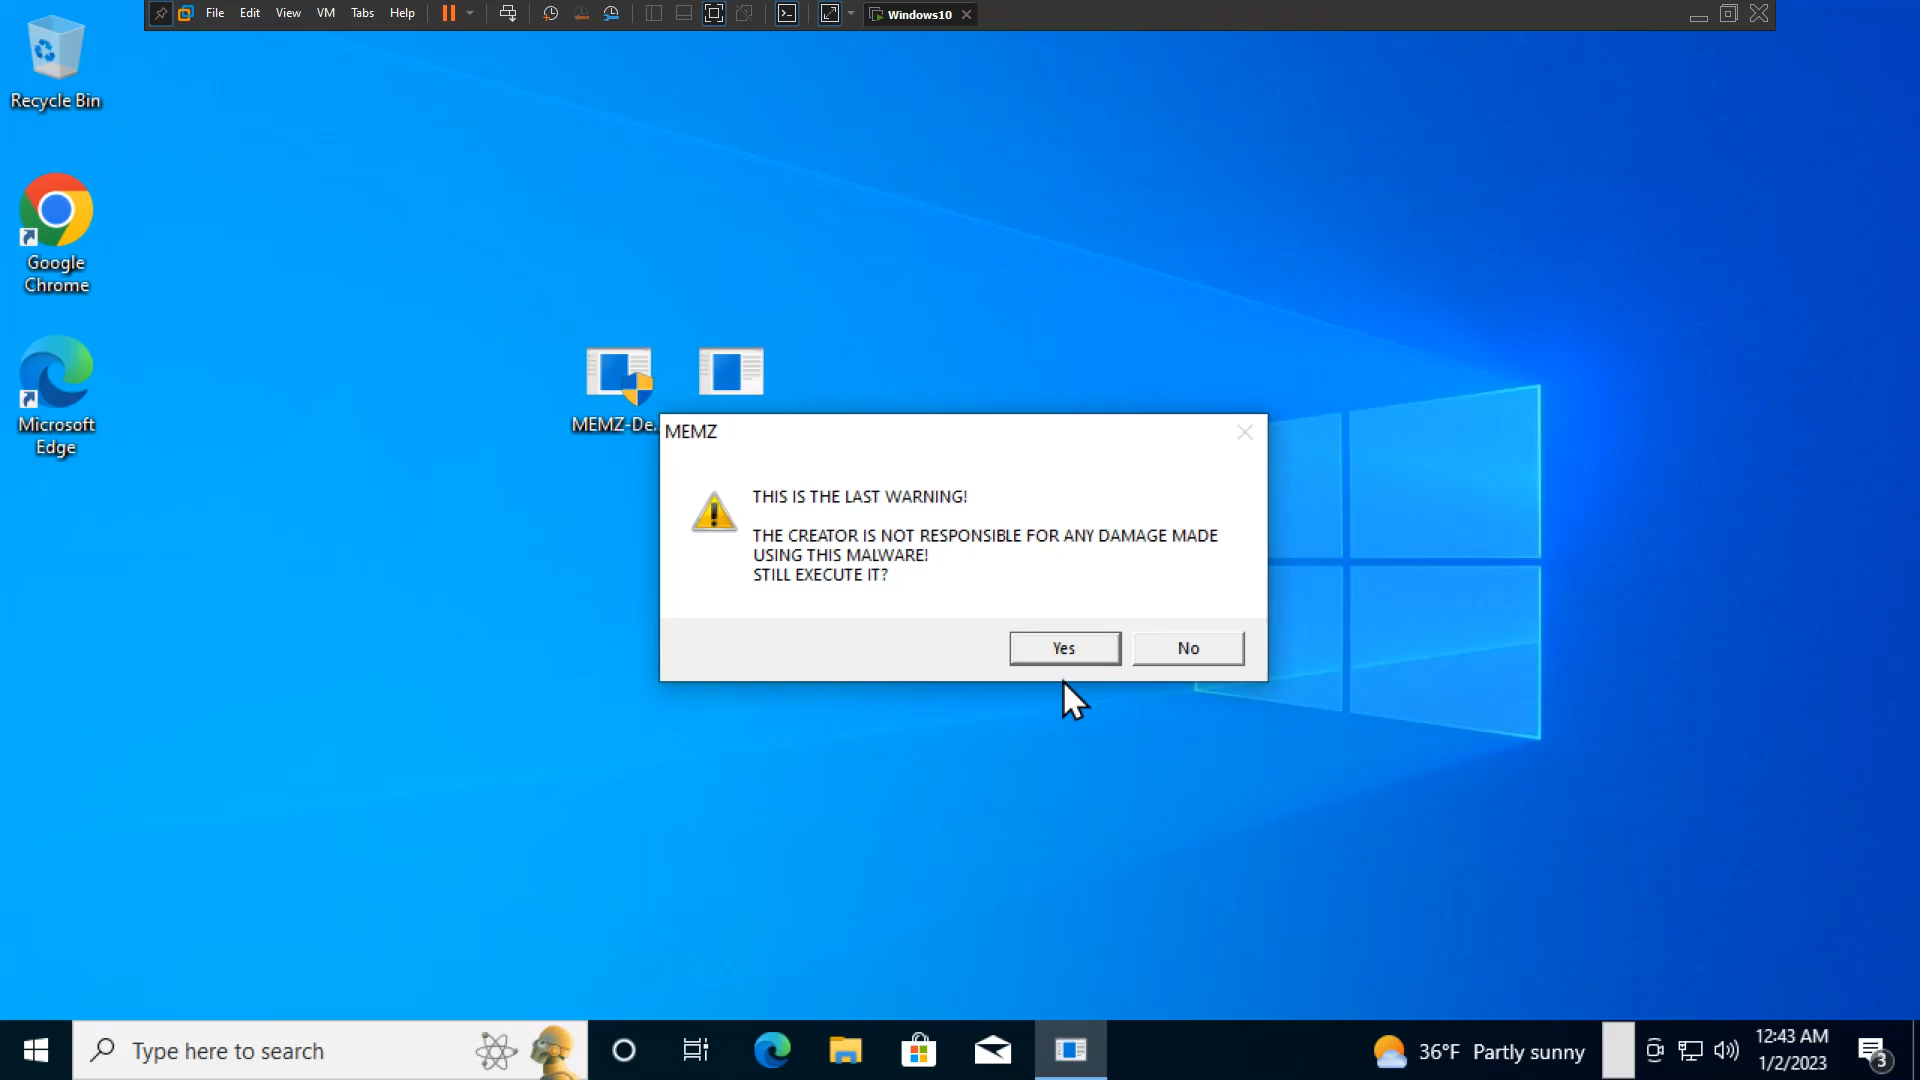 File Edit View VM Tabs Help Windows10
Recycle Bin
Google
Chrome
Microsoft
Edge
MEMZ-De...
MEMZ
THIS IS THE LAST WARNING!
THE CREATOR IS NOT RESPONSIBLE FOR ANY DAMAGE MADE
USING THIS MALWARE!
STILL EXECUTE IT?
Yes No
Type here to search
36°F Partly sunny
12:43 AM
1/2/2023
3